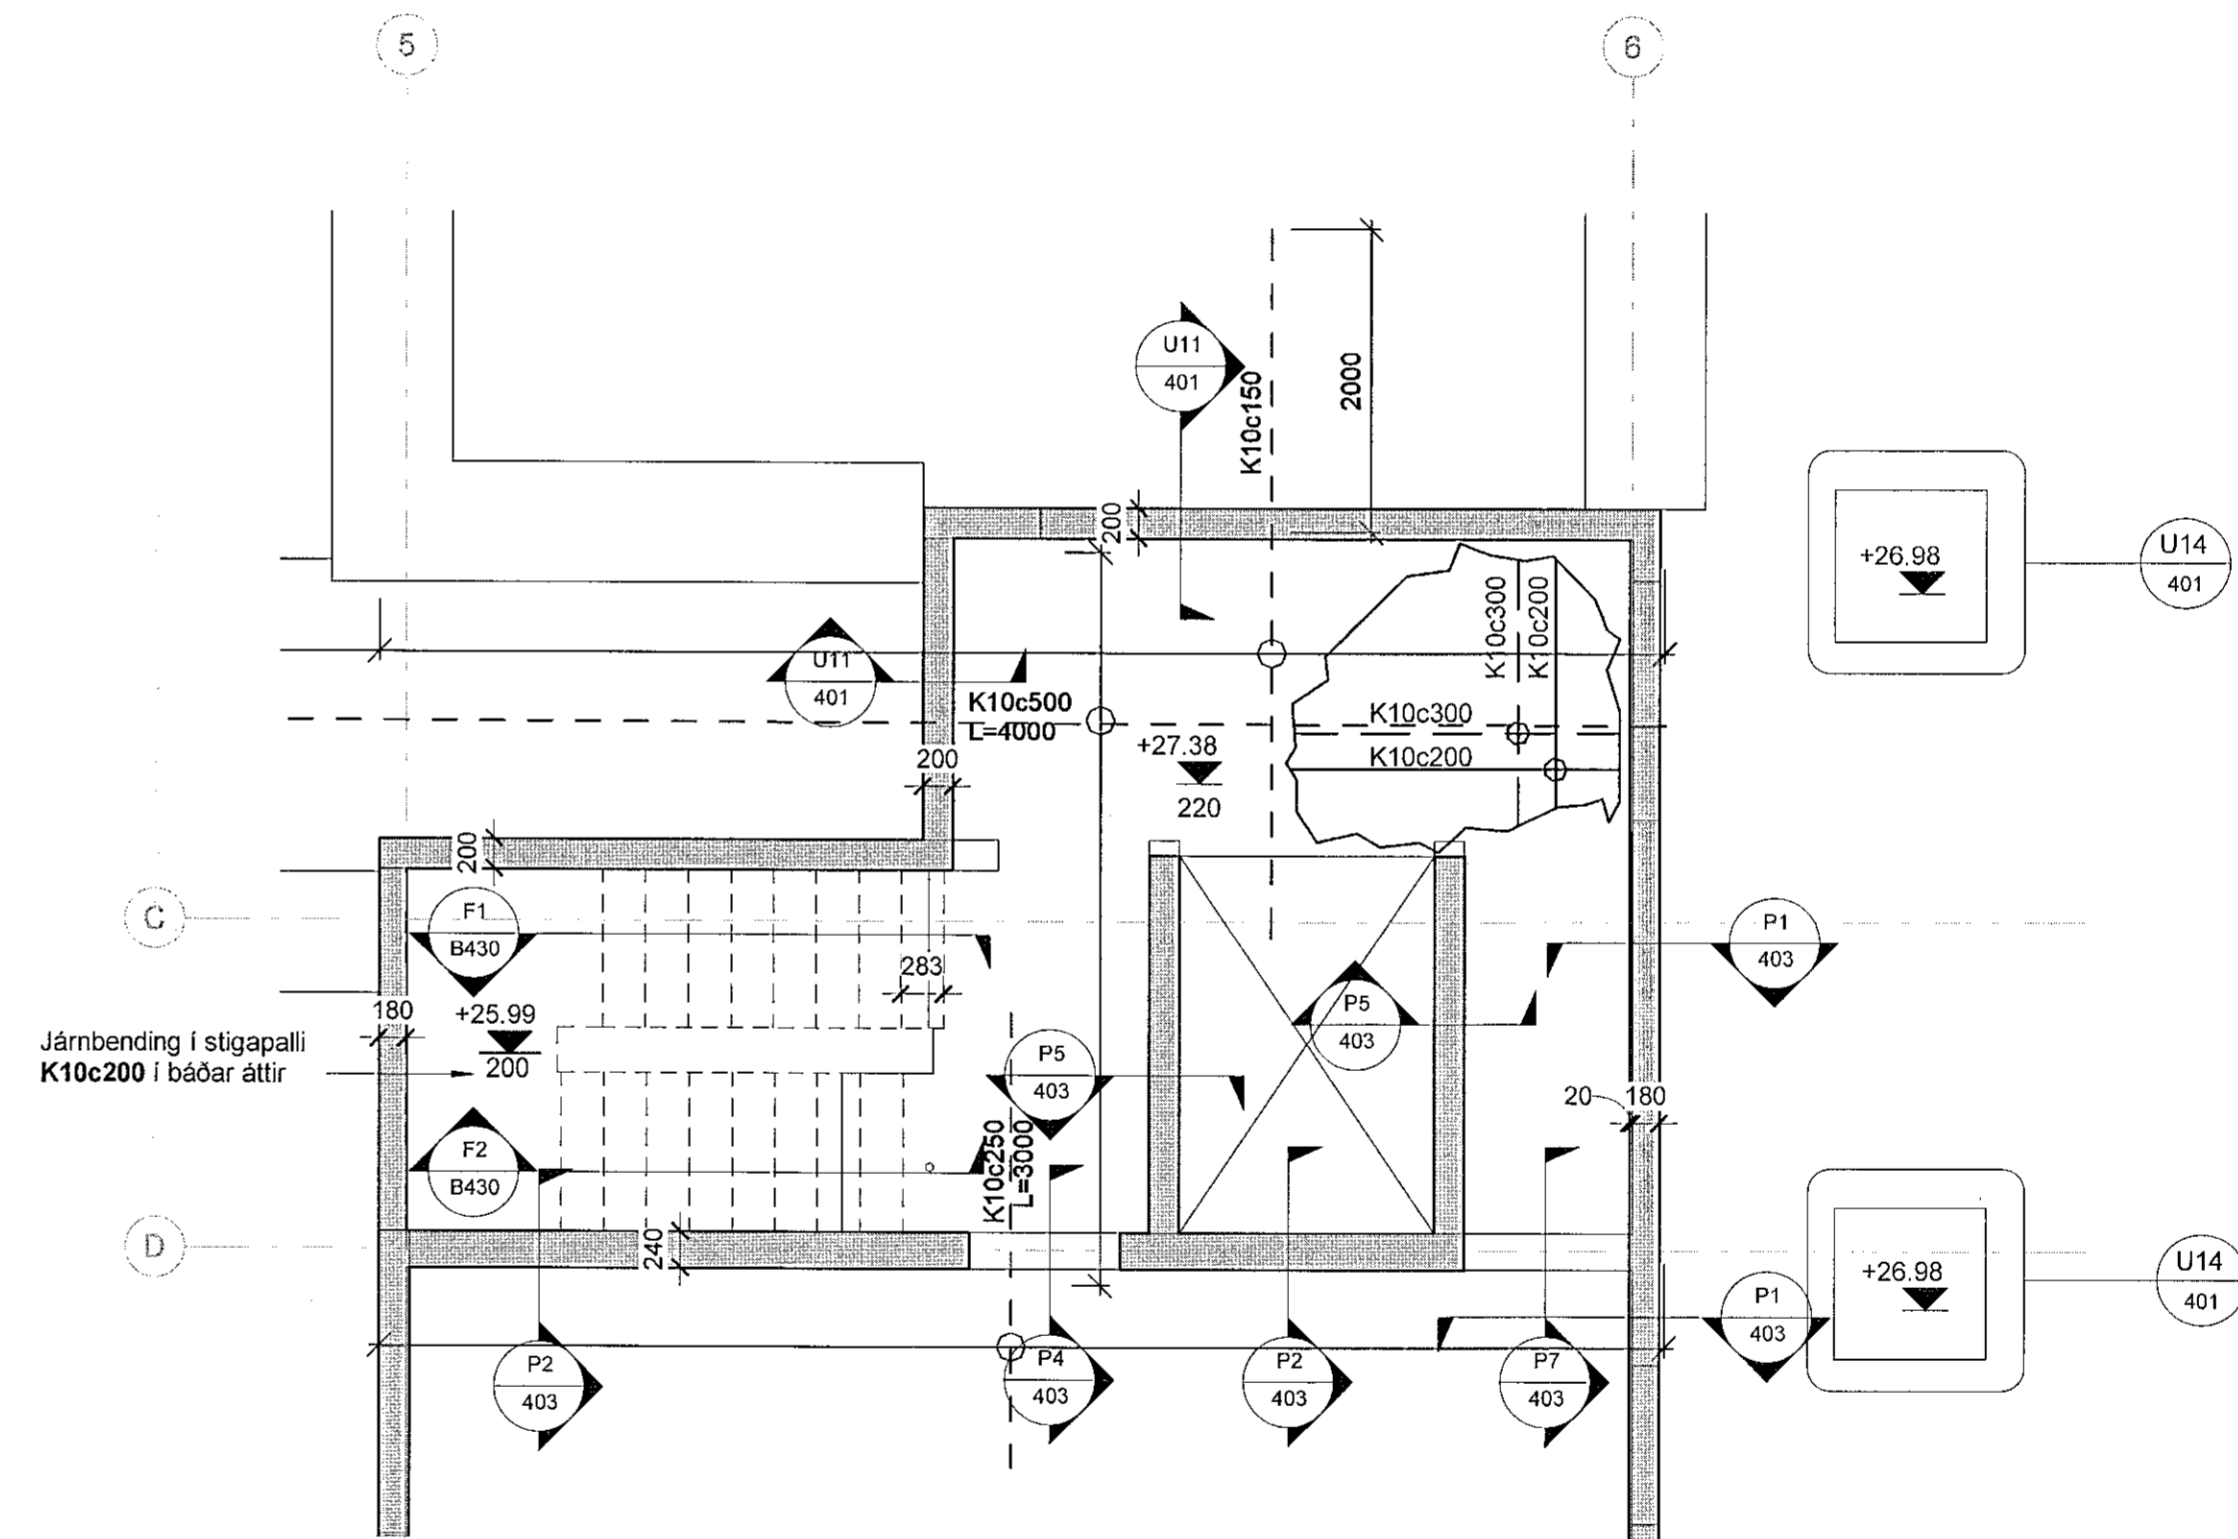 5
6
U11
401
K10c150
2000
200
+26.98
U14
401
K10c300
K10c200
U11
401
K10c500
L=4000
K10c300
K10c200
+27.38
220
200
200
C
F1
B430
283
P1
403
180
+25.99
200
Járnbending í stigapalli
K10c200 í báðar áttir
P5
403
P5
403
20
180
F2
B430
K10c250
L=3000
D
240
+26.98
U14
401
P1
403
P2
403
P4
403
P2
403
P7
403